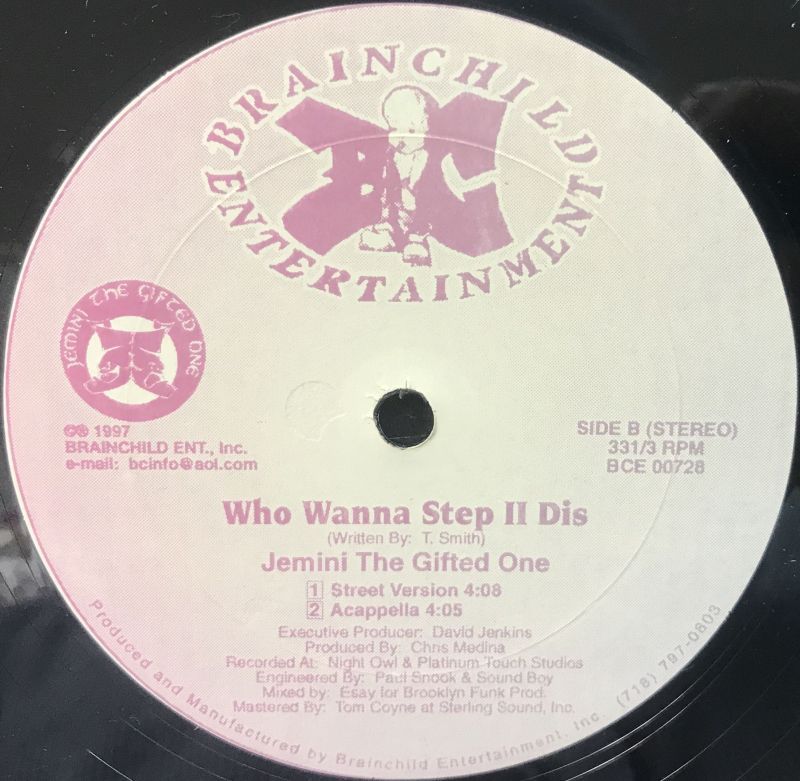 BRAINCHILD
BC
ENTERTAINMENT
JEMINI THE GIFTED ONE
©℗ 1997
BRAINCHILD ENT., Inc.
e-mail: bcinfo@aol.com
SIDE B (STEREO)
331/3 RPM
BCE 00728
Who Wanna Step II Dis
(Written By: T. Smith)
Jemini The Gifted One
1 Street Version 4:08
2 Acappella 4:05
Executive Producer: David Jenkins
Produced By: Chris Medina
Recorded At: Night Owl & Platinum Touch Studios
Engineered By: Paul Snook & Sound Boy
Mixed by: Esay for Brooklyn Funk Prod.
Mastered By: Tom Coyne at Sterling Sound, Inc.
Produced and Manufactured by Brainchild Entertainment, Inc. (718) 797-0803